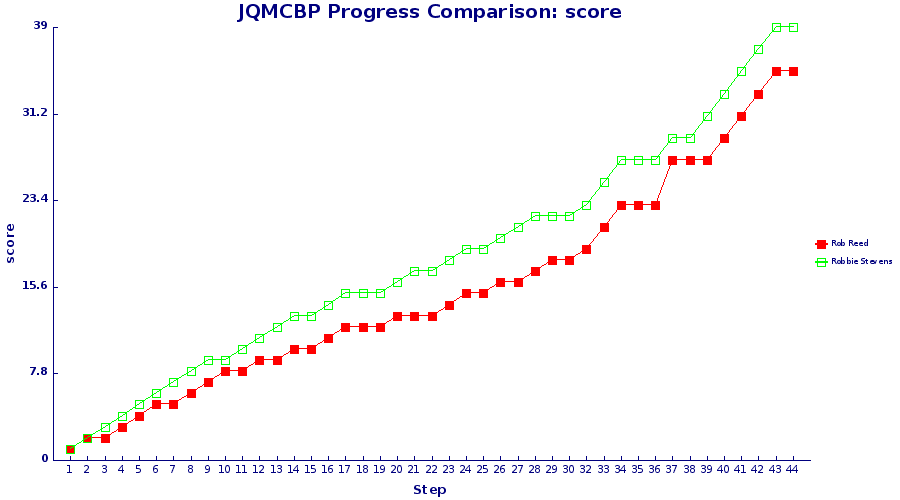 JQMCBP Progress Comparison: score
39
31.2
23.4
15.6
7.8
0
score
1 2 3 4 5 6 7 8 9 10 11 12 13 14 15 16 17 18 19 20 21 22 23 24 25 26 27 28 29 30 32 33 34 35 36 37 38 39 40 41 42 43 44
Step
Rob Reed
Robbie Stevens